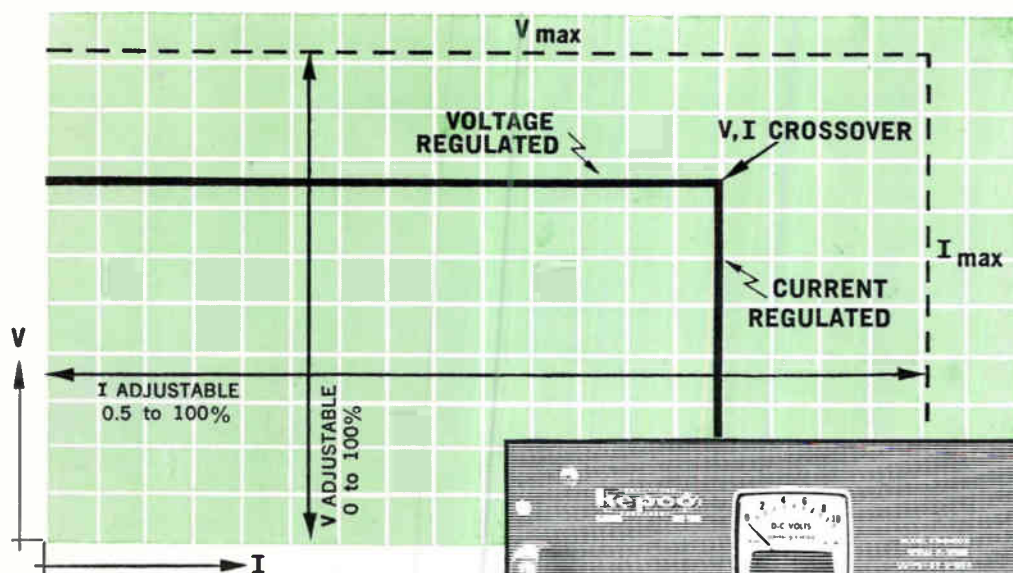 V max
VOLTAGE
REGULATED
V,I CROSSOVER
I max
CURRENT
REGULATED
V
I ADJUSTABLE
0.5 to 100%
V ADJUSTABLE
0 to 100%
I
kepco
0 2 4 6 8 10
D-C VOLTS